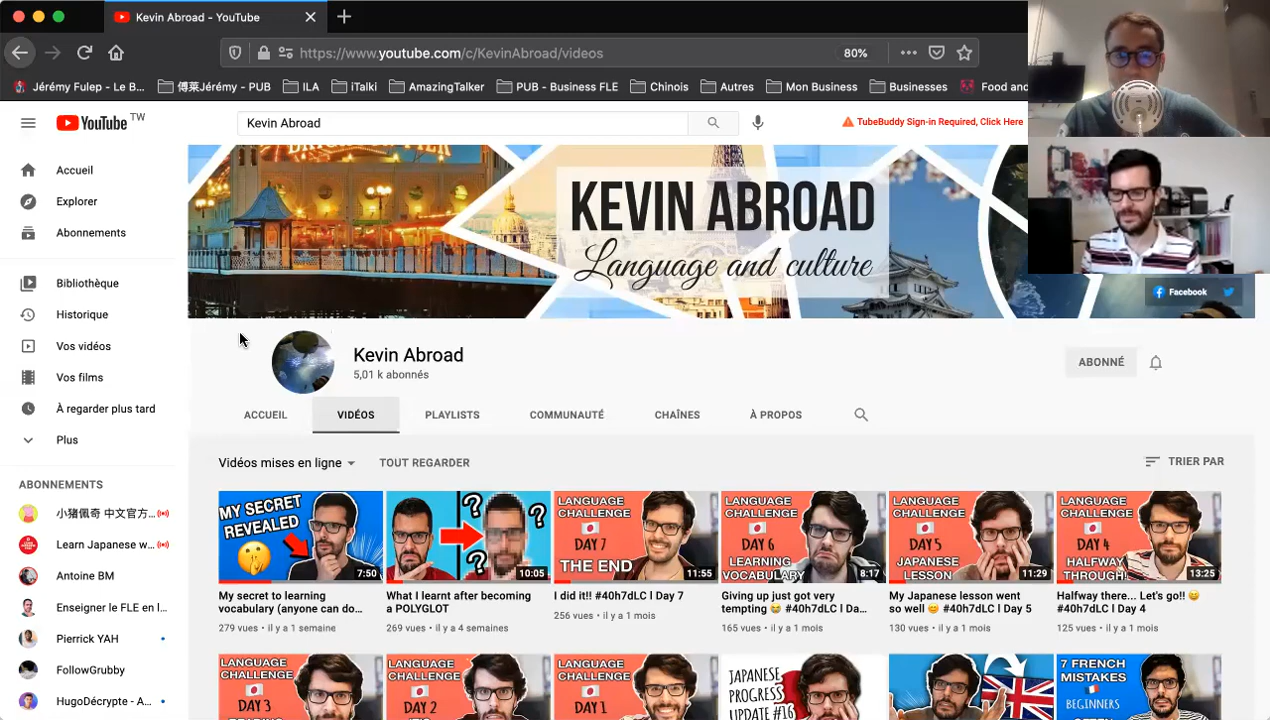 Kevin Abroad - YouTube
https://www.youtube.com/c/KevinAbroad/videos
80%
Jérémy Fulep - Le B...
傅莱Jérémy - PUB
ILA
iTalki
AmazingTalker
PUB - Business FLE
Chinois
Autres
Mon Business
Businesses
Food and
YouTube TW
Kevin Abroad
TubeBuddy Sign-in Required, Click Here
Accueil
Explorer
Abonnements
Bibliothèque
Historique
Vos vidéos
Vos films
À regarder plus tard
Plus
ABONNEMENTS
小猪佩奇 中文官方...
Learn Japanese w...
Antoine BM
Enseigner le FLE en l...
Pierrick YAH
FollowGrubby
HugoDécrypte - A...
KEVIN ABROAD
Language and culture
Facebook
Kevin Abroad
5,01 k abonnés
ABONNÉ
ACCUEIL
VIDÉOS
PLAYLISTS
COMMUNAUTÉ
CHAÎNES
À PROPOS
Vidéos mises en ligne
TOUT REGARDER
TRIER PAR
MY SECRET
REVEALED
7:50
My secret to learning
vocabulary (anyone can do...
279 vues • il y a 1 semaine
? ? ?
10:05
What I learnt after becoming
a POLYGLOT
269 vues • il y a 4 semaines
LANGUAGE
CHALLENGE
DAY 7
THE END
11:55
I did it!! #40h7dLC l Day 7
256 vues • il y a 1 mois
LANGUAGE
CHALLENGE
DAY 6
LEARNING
VOCABULARY
8:17
Giving up just got very
tempting 😭 #40h7dLC l Da...
165 vues • il y a 1 mois
LANGUAGE
CHALLENGE
DAY 5
JAPANESE
LESSON
11:29
My Japanese lesson went
so well 😊 #40h7dLC l Day 5
130 vues • il y a 1 mois
LANGUAGE
CHALLENGE
DAY 4
HALFWAY
THROUGH!
13:25
Halfway there... Let's go!! 😄
#40h7dLC l Day 4
125 vues • il y a 1 mois
LANGUAGE
CHALLENGE
DAY 3
LANGUAGE
CHALLENGE
DAY 2
LANGUAGE
CHALLENGE
DAY 1
JAPANESE
PROGRESS
UPDATE #16
7 FRENCH
MISTAKES
BEGINNERS